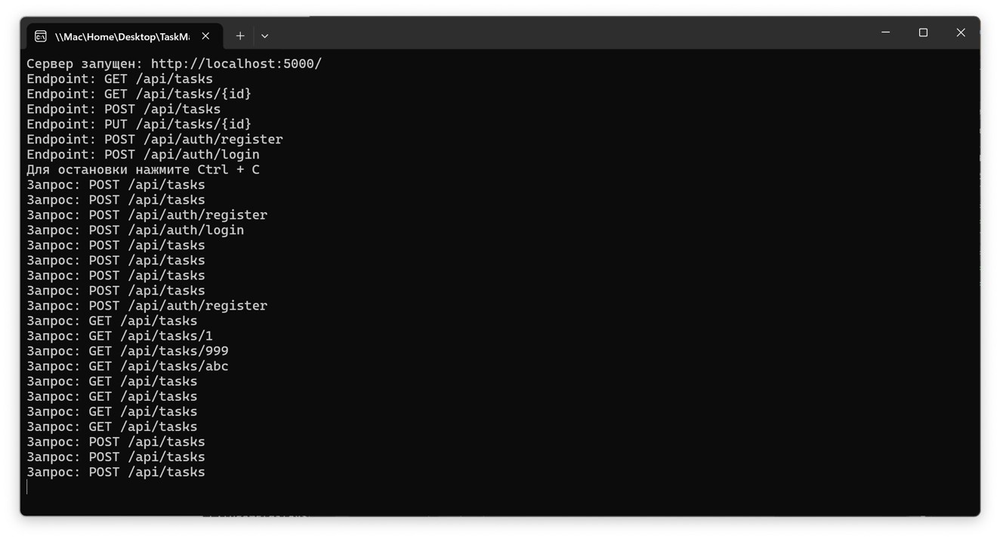 \\Mac\Home\Desktop\TaskMa
Сервер запущен: http://localhost:5000/
Endpoint: GET /api/tasks
Endpoint: GET /api/tasks/{id}
Endpoint: POST /api/tasks
Endpoint: PUT /api/tasks/{id}
Endpoint: POST /api/auth/register
Endpoint: POST /api/auth/login
Для остановки нажмите Ctrl + C
Запрос: POST /api/tasks
Запрос: POST /api/tasks
Запрос: POST /api/auth/register
Запрос: POST /api/auth/login
Запрос: POST /api/tasks
Запрос: POST /api/tasks
Запрос: POST /api/tasks
Запрос: POST /api/tasks
Запрос: POST /api/auth/register
Запрос: GET /api/tasks
Запрос: GET /api/tasks/1
Запрос: GET /api/tasks/999
Запрос: GET /api/tasks/abc
Запрос: GET /api/tasks
Запрос: GET /api/tasks
Запрос: GET /api/tasks
Запрос: GET /api/tasks
Запрос: POST /api/tasks
Запрос: POST /api/tasks
Запрос: POST /api/tasks